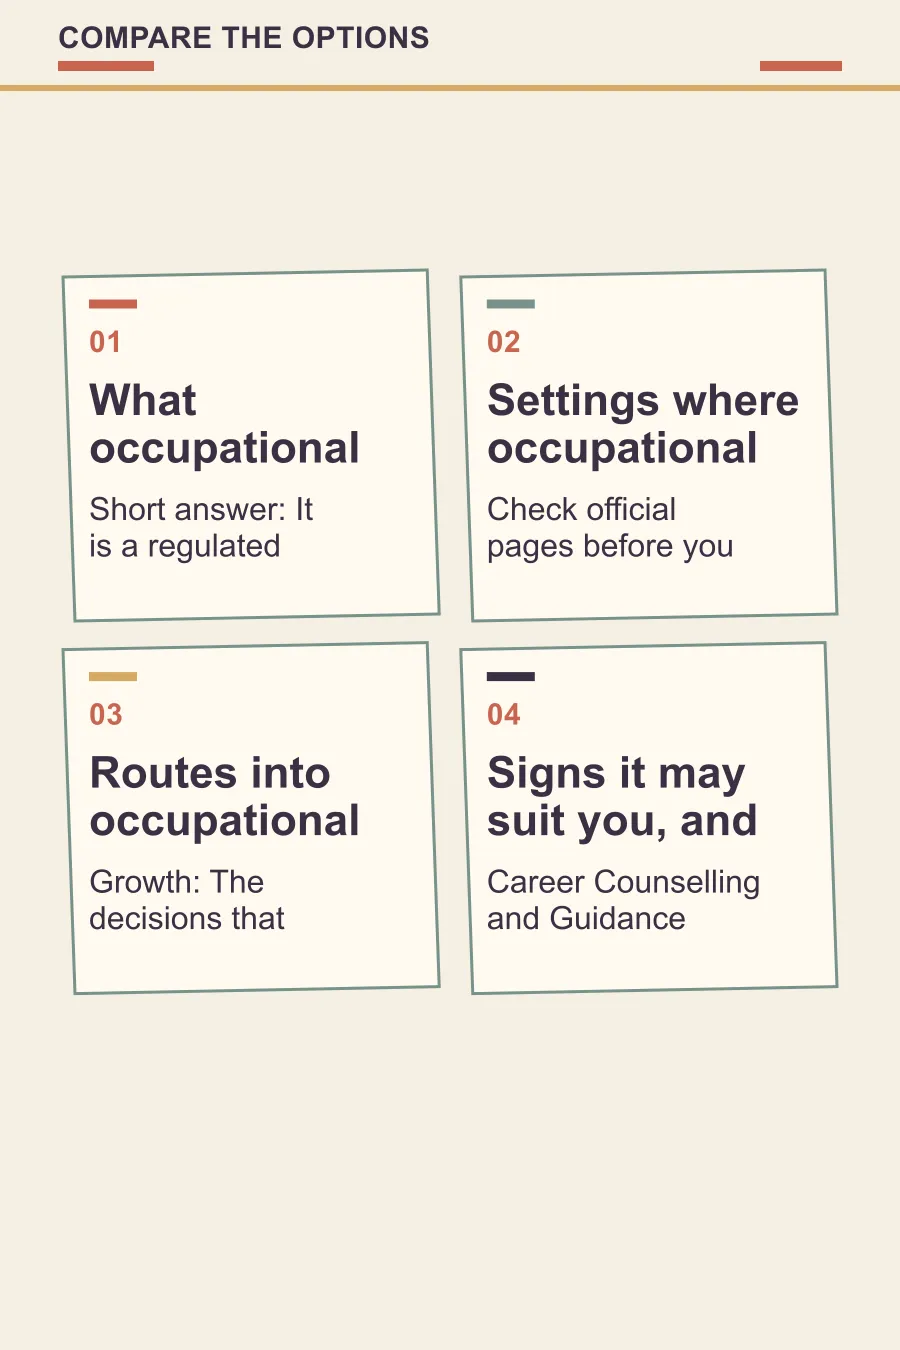 COMPARE THE OPTIONS
01
What
occupational
Short answer: It
is a regulated
02
Settings where
occupational
Check official
pages before you
03
Routes into
occupational
Growth: The
decisions that
04
Signs it may
suit you, and
Career Counselling
and Guidance